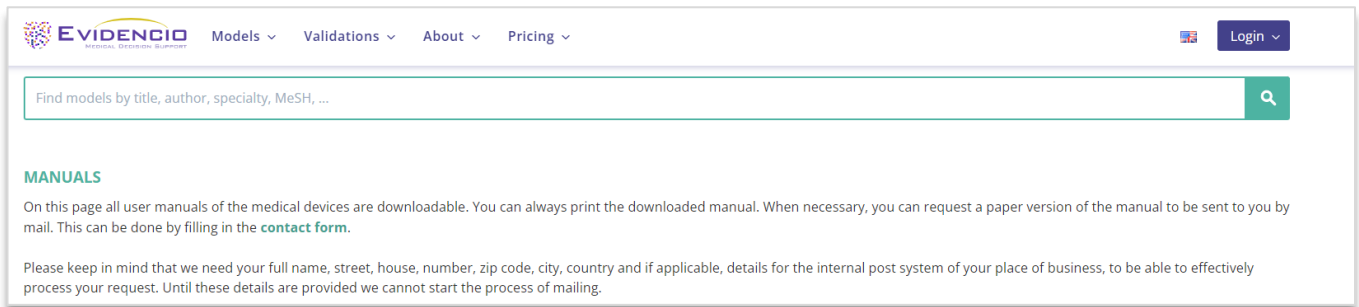 EVIDENCIO
MEDICAL DECISION SUPPORT
Models
Validations
About
Pricing
Login
Find models by title, author, specialty, MeSH, ...
MANUALS
On this page all user manuals of the medical devices are downloadable. You can always print the downloaded manual. When necessary, you can request a paper version of the manual to be sent to you by
mail. This can be done by filling in the contact form.
Please keep in mind that we need your full name, street, house, number, zip code, city, country and if applicable, details for the internal post system of your place of business, to be able to effectively
process your request. Until these details are provided we cannot start the process of mailing.